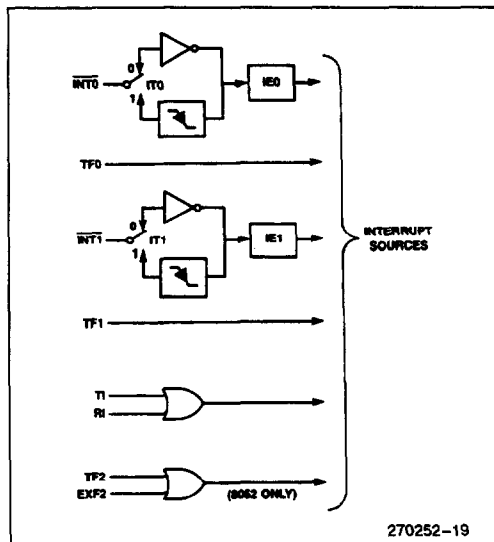 0
INT0
IT0
1
IE0
TF0
0
INT1
IT1
1
IE1
INTERRUPT
SOURCES
TF1
TI
RI
TF2
EXF2
(8052 ONLY)
270252-19